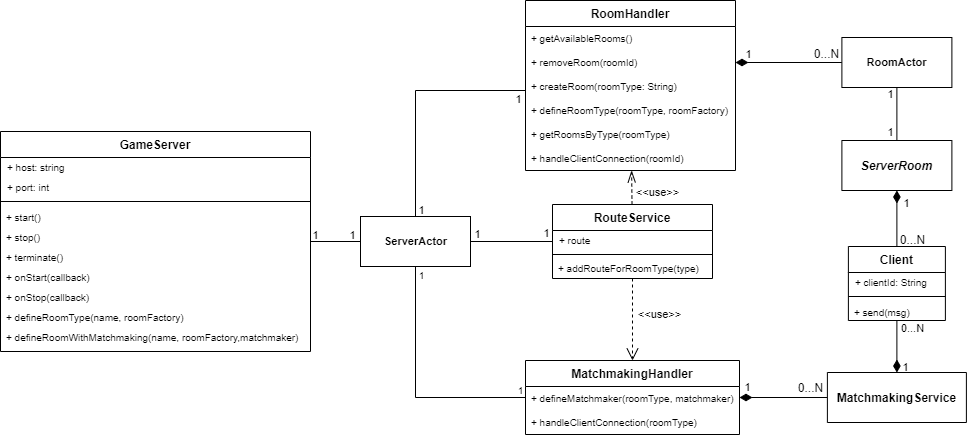 RoomHandler
+ getAvailableRooms()
+ removeRoom(roomId)
+ createRoom(roomType: String)
+ defineRoomType(roomType, roomFactory)
+ getRoomsByType(roomType)
+ handleClientConnection(roomId)
1
0...N
RoomActor
1
1
ServerRoom
1
0...N
Client
+ clientId: String
+ send(msg)
0...N
1
MatchmakingService
GameServer
+ host: string
+ port: int
+ start()
+ stop()
+ terminate()
+ onStart(callback)
+ onStop(callback)
+ defineRoomType(name, roomFactory)
+ defineRoomWithMatchmaking(name, roomFactory,matchmaker)
1
1
ServerActor
1
1
1
1
1
1
<<use>>
RouteService
+ route
+ addRouteForRoomType(type)
<<use>>
MatchmakingHandler
+ defineMatchmaker(roomType, matchmaker)
+ handleClientConnection(roomType)
1
0...N